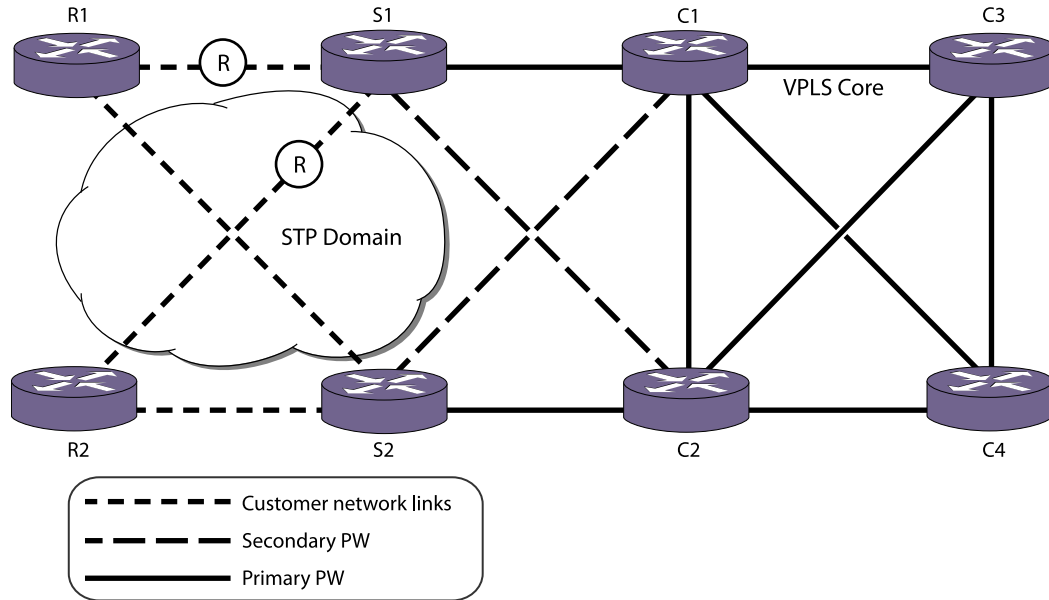 R1
S1
C1
C3
R
VPLS Core
R
STP Domain
R2
S2
C2
C4
Customer network links
Secondary PW
Primary PW